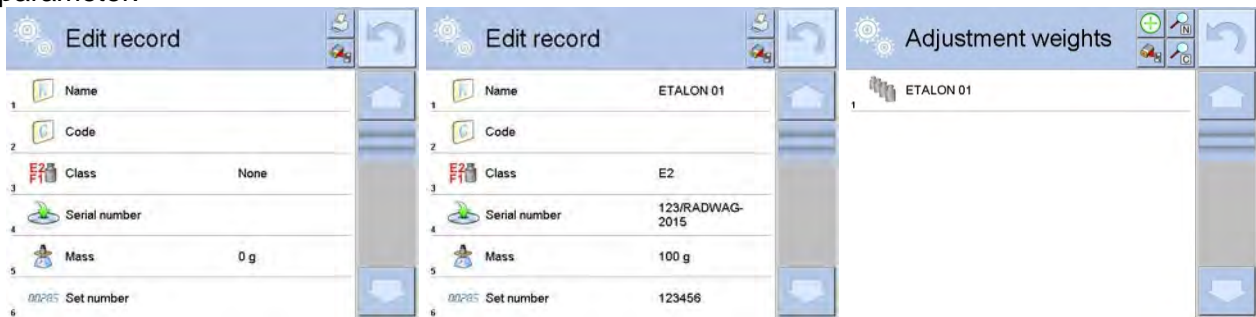 parameter.
Edit record
1 Name
2 Code
E2
F1
3 Class None
4 Serial number
5 Mass 0 g
00285
6 Set number
Edit record
1 Name ETALON 01
2 Code
E2
F1
3 Class E2
4 Serial number 123/RADWAG-
2015
5 Mass 100 g
00285
6 Set number 123456
Adjustment weights
N
C
1 ETALON 01